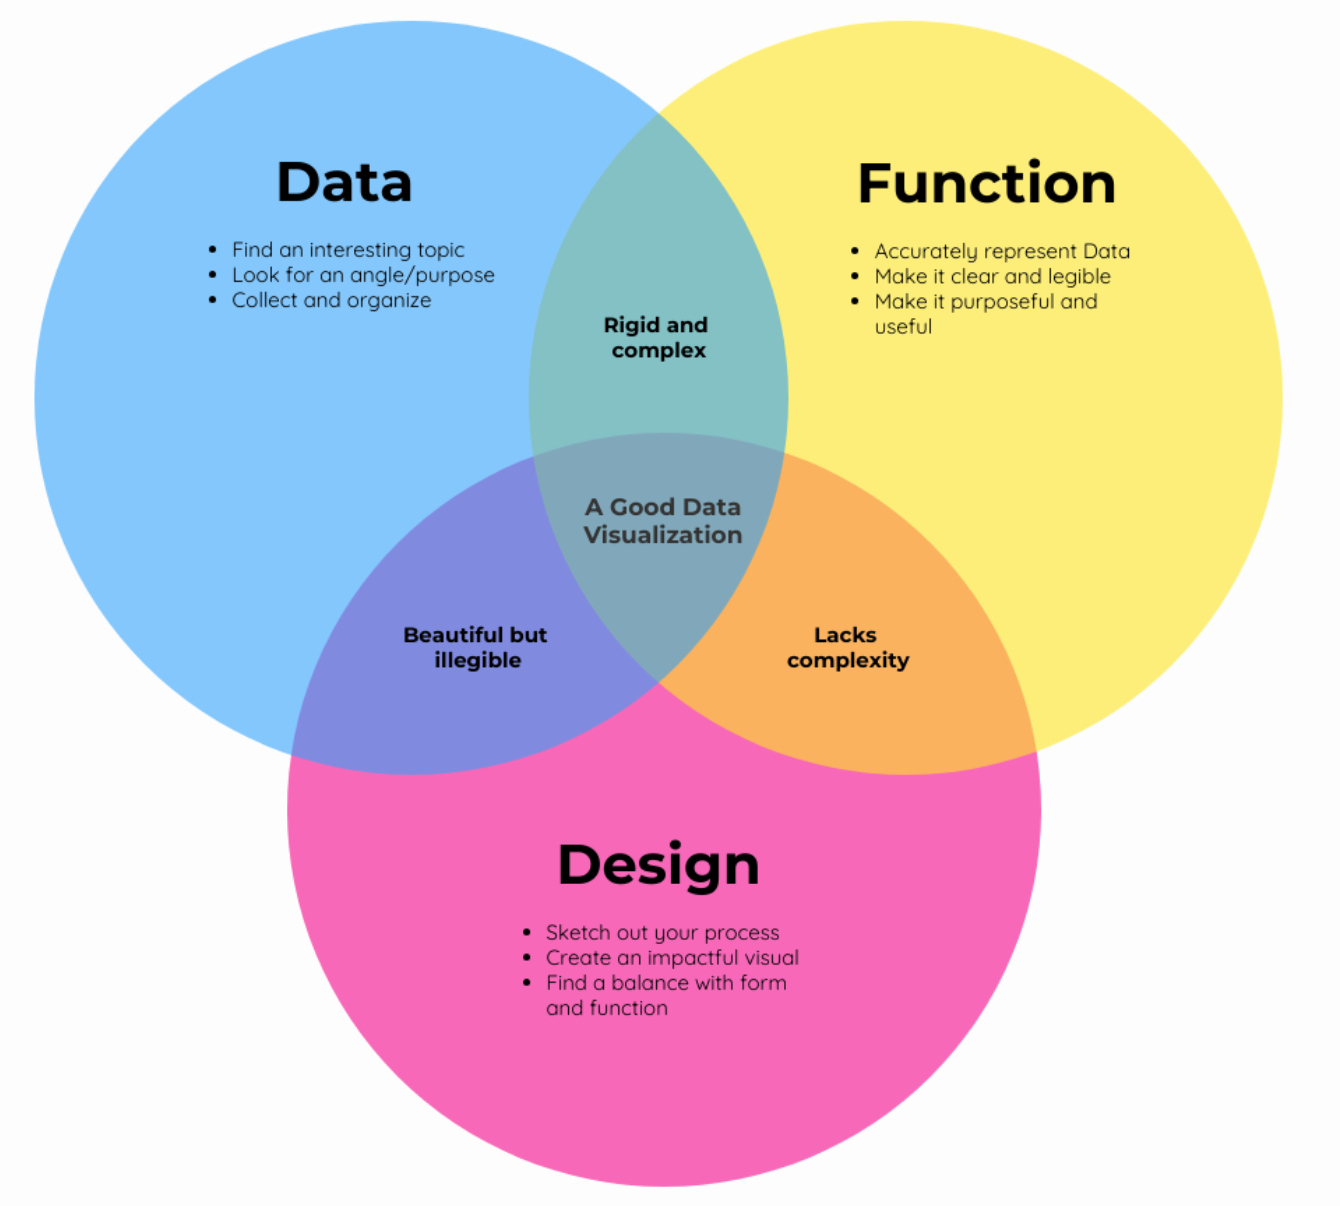 Data
• Find an interesting topic
• Look for an angle/purpose
• Collect and organize
Function
• Accurately represent Data
• Make it clear and legible
• Make it purposeful and
useful
Rigid and
complex
A Good Data
Visualization
Beautiful but
illegible
Lacks
complexity
Design
• Sketch out your process
• Create an impactful visual
• Find a balance with form
and function